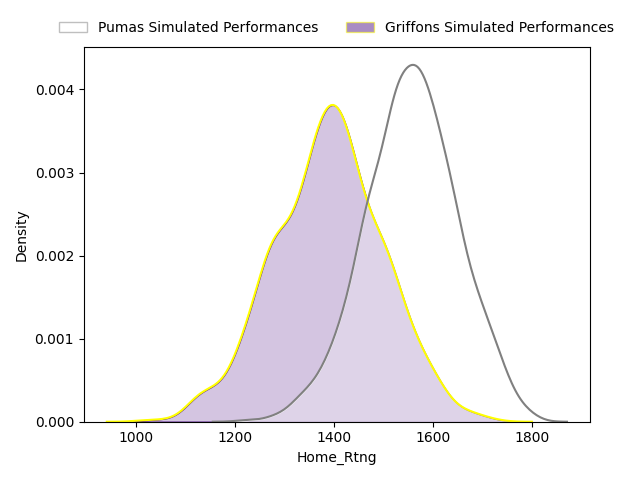 Pumas Simulated Performances Griffons Simulated Performances
Density
0.004
0.003
0.002
0.001
0.000
1000 1200 1400 1600 1800
Home_Rtng